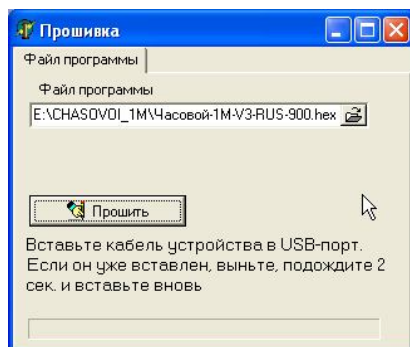 Прошивка
Файл программы
Файл программы
E:\CHASOVOI_1M\Часовой-1M-V3-RUS-900.hex
Прошить
Вставьте кабель устройства в USB-порт.
Если он уже вставлен, выньте, подождите 2
сек. и вставьте вновь